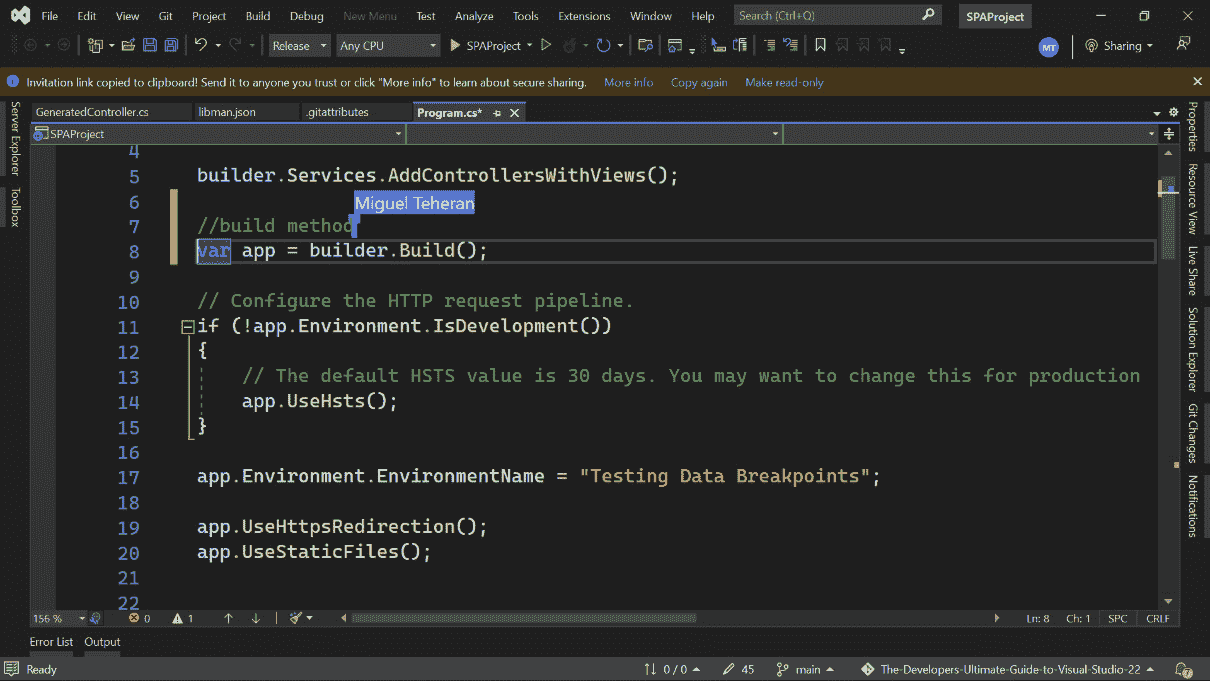 File Edit View Git Project Build Debug New Menu Test Analyze Tools Extensions Window Help Search (Ctrl+Q) SPAProject
Release Any CPU SPAProject MT Sharing
Invitation link copied to clipboard! Send it to anyone you trust or click "More info" to learn about secure sharing. More info Copy again Make read-only
GeneratedController.cs libman.json .gitattributes Program.cs*
SPAProject
Server Explorer
Toolbox
4
5 builder.Services.AddControllersWithViews();
6 Miguel Teheran
7 //build method
8 var app = builder.Build();
9
10 // Configure the HTTP request pipeline.
11 if (!app.Environment.IsDevelopment())
12 {
13 // The default HSTS value is 30 days. You may want to change this for production
14 app.UseHsts();
15 }
16
17 app.Environment.EnvironmentName = "Testing Data Breakpoints";
18
19 app.UseHttpsRedirection();
20 app.UseStaticFiles();
21
22
Properties
Resource View
Live Share
Solution Explorer
Git Changes
Notifications
156 % 0 1 Ln: 8 Ch: 1 SPC CRLF
Error List Output
Ready 0 / 0 45 main The-Developers-Ultimate-Guide-to-Visual-Studio-22 7